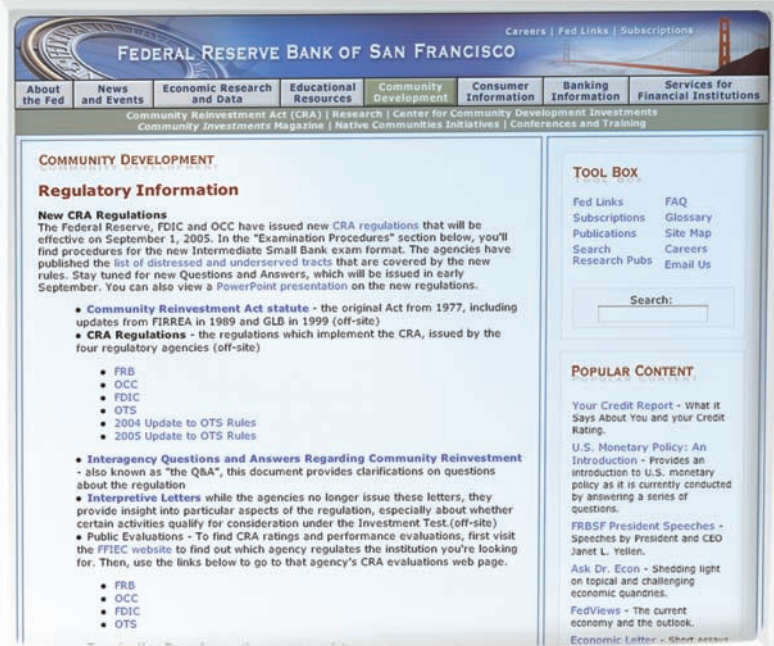 Careers | Fed Links | Subscriptions
FEDERAL RESERVE BANK OF SAN FRANCISCO
About the Fed
News and Events
Economic Research and Data
Educational Resources
Community Development
Consumer Information
Banking Information
Services for Financial Institutions
Community Reinvestment Act (CRA) | Research | Center for Community Development Investments
Community Investments Magazine | Native Communities Initiatives | Conferences and Training
COMMUNITY DEVELOPMENT
Regulatory Information
New CRA Regulations
The Federal Reserve, FDIC and OCC have issued new CRA regulations that will be
effective on September 1, 2005. In the "Examination Procedures" section below, you'll
find procedures for the new Intermediate Small Bank exam format. The agencies have
published the list of distressed and underserved tracts that are covered by the new
rules. Stay tuned for new Questions and Answers, which will be issued in early
September. You can also view a PowerPoint presentation on the new regulations.
• Community Reinvestment Act statute - the original Act from 1977, including
updates from FIRREA in 1989 and GLB in 1999 (off-site)
• CRA Regulations - the regulations which implement the CRA, issued by the
four regulatory agencies (off-site)
• FRB
• OCC
• FDIC
• OTS
• 2004 Update to OTS Rules
• 2005 Update to OTS Rules
• Interagency Questions and Answers Regarding Community Reinvestment
- also known as "the Q&A", this document provides clarifications on questions
about the regulation
• Interpretive Letters while the agencies no longer issue these letters, they
provide insight into particular aspects of the regulation, especially about whether
certain activities qualify for consideration under the Investment Test.(off-site)
• Public Evaluations - To find CRA ratings and performance evaluations, first visit
the FFIEC website to find out which agency regulates the institution you're looking
for. Then, use the links below to go to that agency's CRA evaluations web page.
• FRB
• OCC
• FDIC
• OTS
TOOL BOX
Fed Links
Subscriptions
Publications
Search
Research Pubs
FAQ
Glossary
Site Map
Careers
Email Us
Search:
POPULAR CONTENT
Your Credit Report - What it
Says About You and your Credit
Rating.
U.S. Monetary Policy: An
Introduction - Provides an
introduction to U.S. monetary
policy as it is currently conducted
by answering a series of
questions.
FRBSF President Speeches -
Speeches by President and CEO
Janet L. Yellen.
Ask Dr. Econ - Shedding light
on topical and challenging
economic quandries.
FedViews - The current
economy and the outlook.
Economic Letter - Short essays